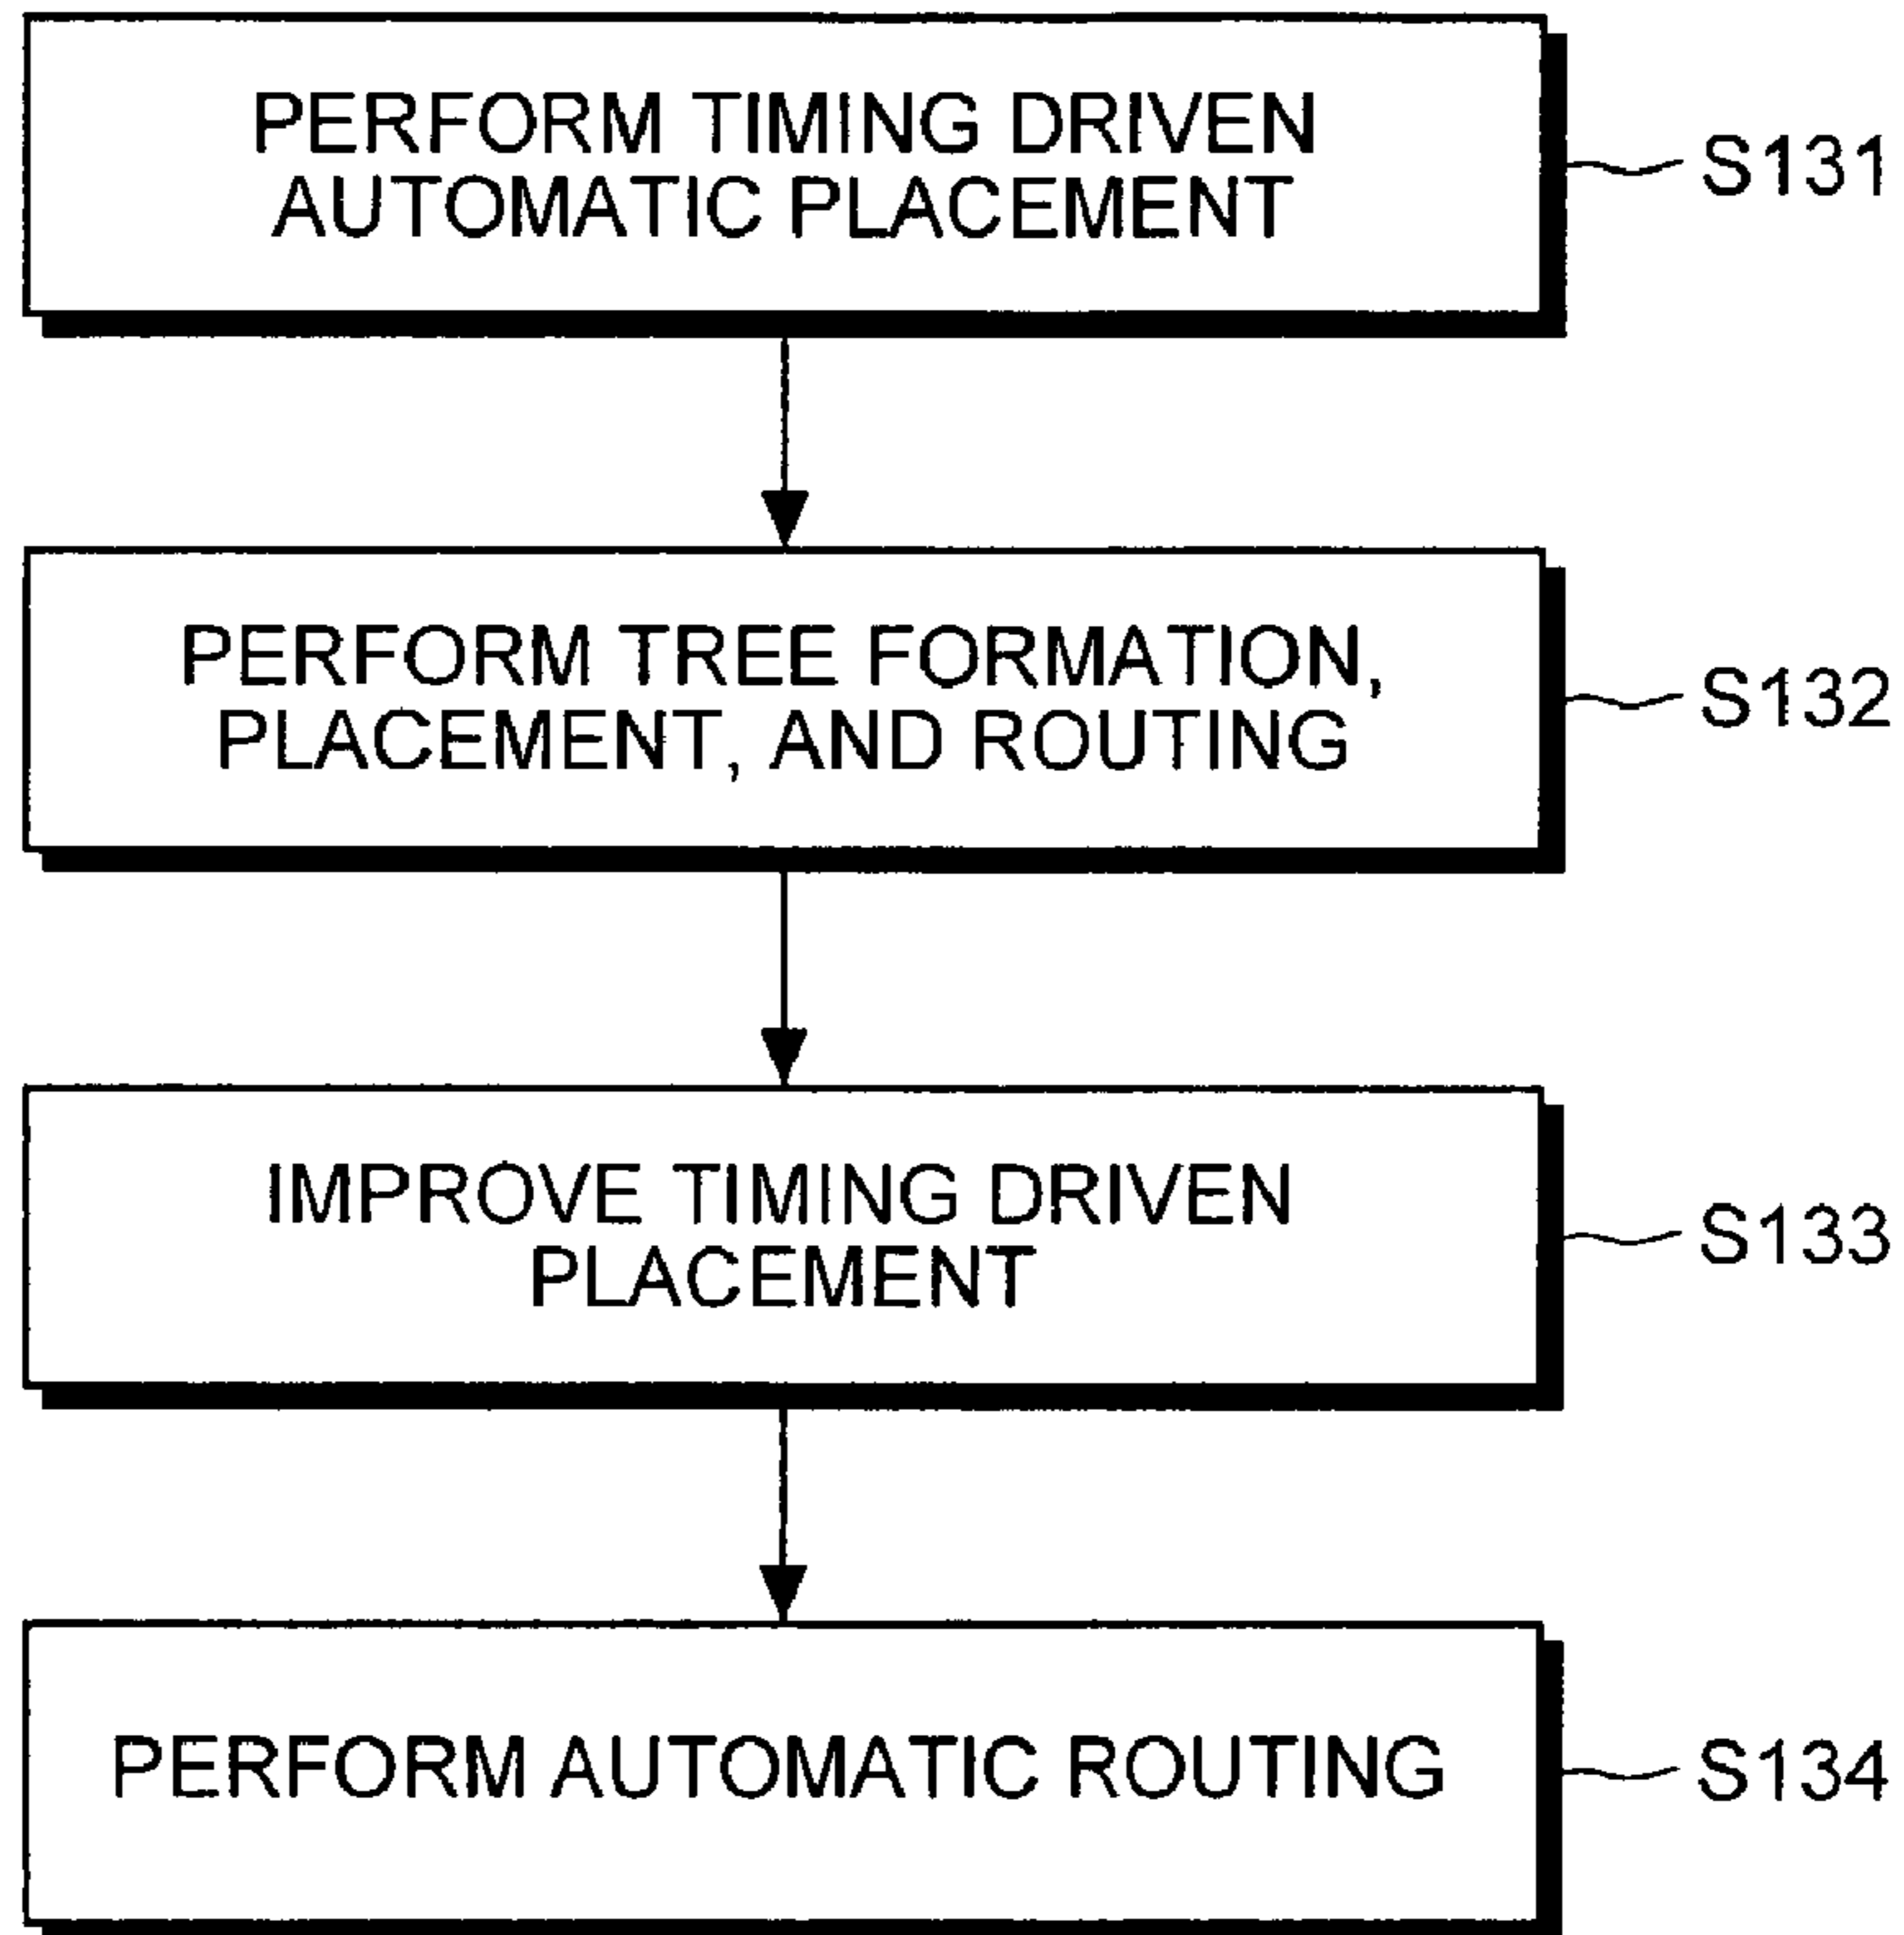 PERFORM TIMING DRIVEN
AUTOMATIC PLACEMENT
S131
PERFORM TREE FORMATION,
PLACEMENT, AND ROUTING
S132
IMPROVE TIMING DRIVEN
PLACEMENT
S133
PERFORM AUTOMATIC ROUTING
S134